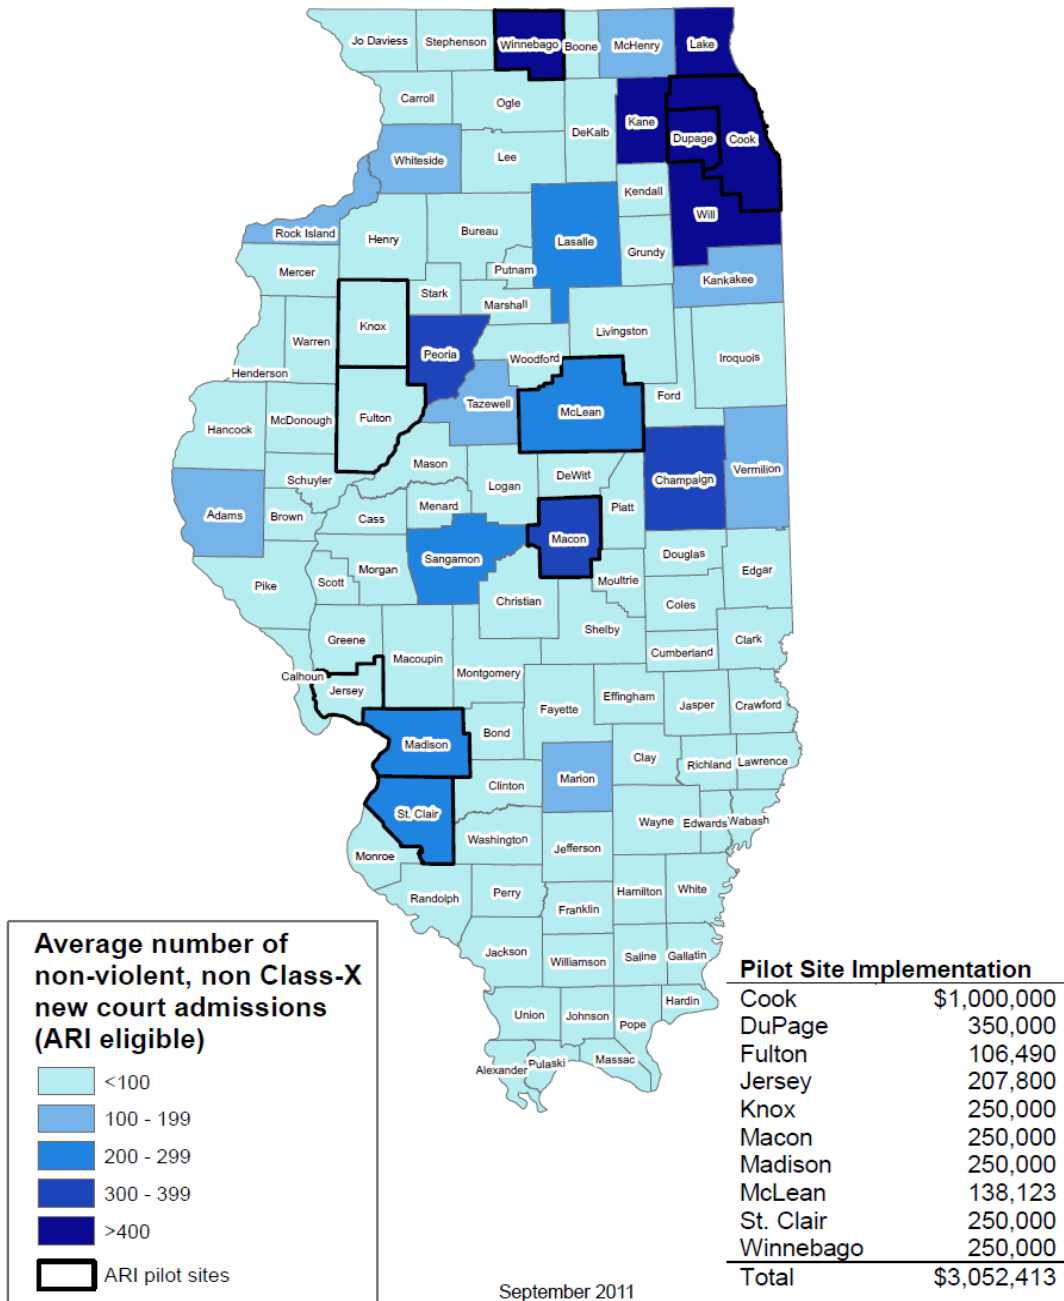 Jo Daviess
Stephenson
Winnebago
Boone
McHenry
Lake
Carroll
Ogle
DeKalb
Kane
Dupage
Cook
Whiteside
Lee
Kendall
Will
Rock Island
Henry
Bureau
Lasalle
Grundy
Mercer
Putnam
Kankakee
Stark
Marshall
Knox
Warren
Peoria
Livingston
Woodford
Iroquois
Henderson
Ford
Hancock
McDonough
Fulton
Tazewell
McLean
Mason
Schuyler
Logan
DeWitt
Champaign
Vermilion
Adams
Brown
Cass
Menard
Piatt
Macon
Sangamon
Douglas
Edgar
Pike
Scott
Morgan
Moultrie
Christian
Coles
Shelby
Greene
Clark
Macoupin
Cumberland
Montgomery
Calhoun
Jersey
Effingham
Fayette
Jasper
Crawford
Madison
Bond
Clay
Richland
Lawrence
Clinton
Marion
St. Clair
Wayne
Edwards
Wabash
Washington
Jefferson
Monroe
Randolph
Perry
Hamilton
White
Franklin
Jackson
Williamson
Saline
Gallatin
Hardin
Union
Johnson
Pope
Alexander
Pulaski
Massac
Average number of
non-violent, non Class-X
new court admissions
(ARI eligible)
<100
100 - 199
200 - 299
300 - 399
>400
ARI pilot sites
September 2011
Pilot Site Implementation
Cook $1,000,000
DuPage 350,000
Fulton 106,490
Jersey 207,800
Knox 250,000
Macon 250,000
Madison 250,000
McLean 138,123
St. Clair 250,000
Winnebago 250,000
Total $3,052,413